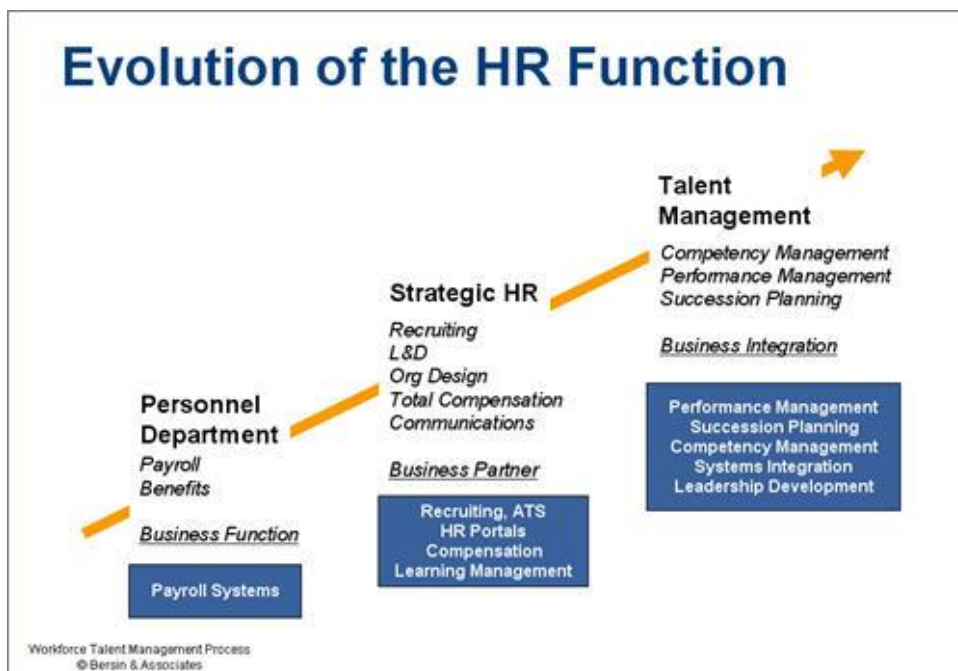 Evolution of the HR Function
Personnel
Department
Payroll
Benefits
Business Function
Payroll Systems
Strategic HR
Recruiting
L&D
Org Design
Total Compensation
Communications
Business Partner
Recruiting, ATS
HR Portals
Compensation
Learning Management
Talent
Management
Competency Management
Performance Management
Succession Planning
Business Integration
Performance Management
Succession Planning
Competency Management
Systems Integration
Leadership Development
Workforce Talent Management Process
© Bersin & Associates